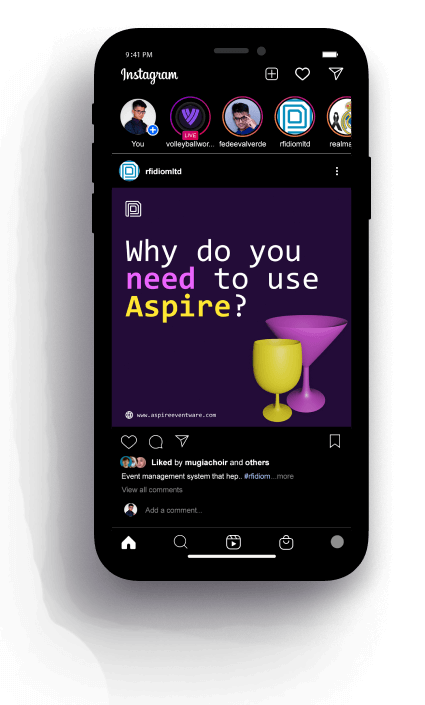 9:41 PM
Instagram
You
LIVE
volleyballwor...
fedeevalverde
rfidiomltd
realma
rfidiomltd
Why do you
need to use
Aspire?
www.aspireeventware.com
Liked by mugiachoir and others
Event management system that hep.. #rfidiom...more
View all comments
Add a comment...